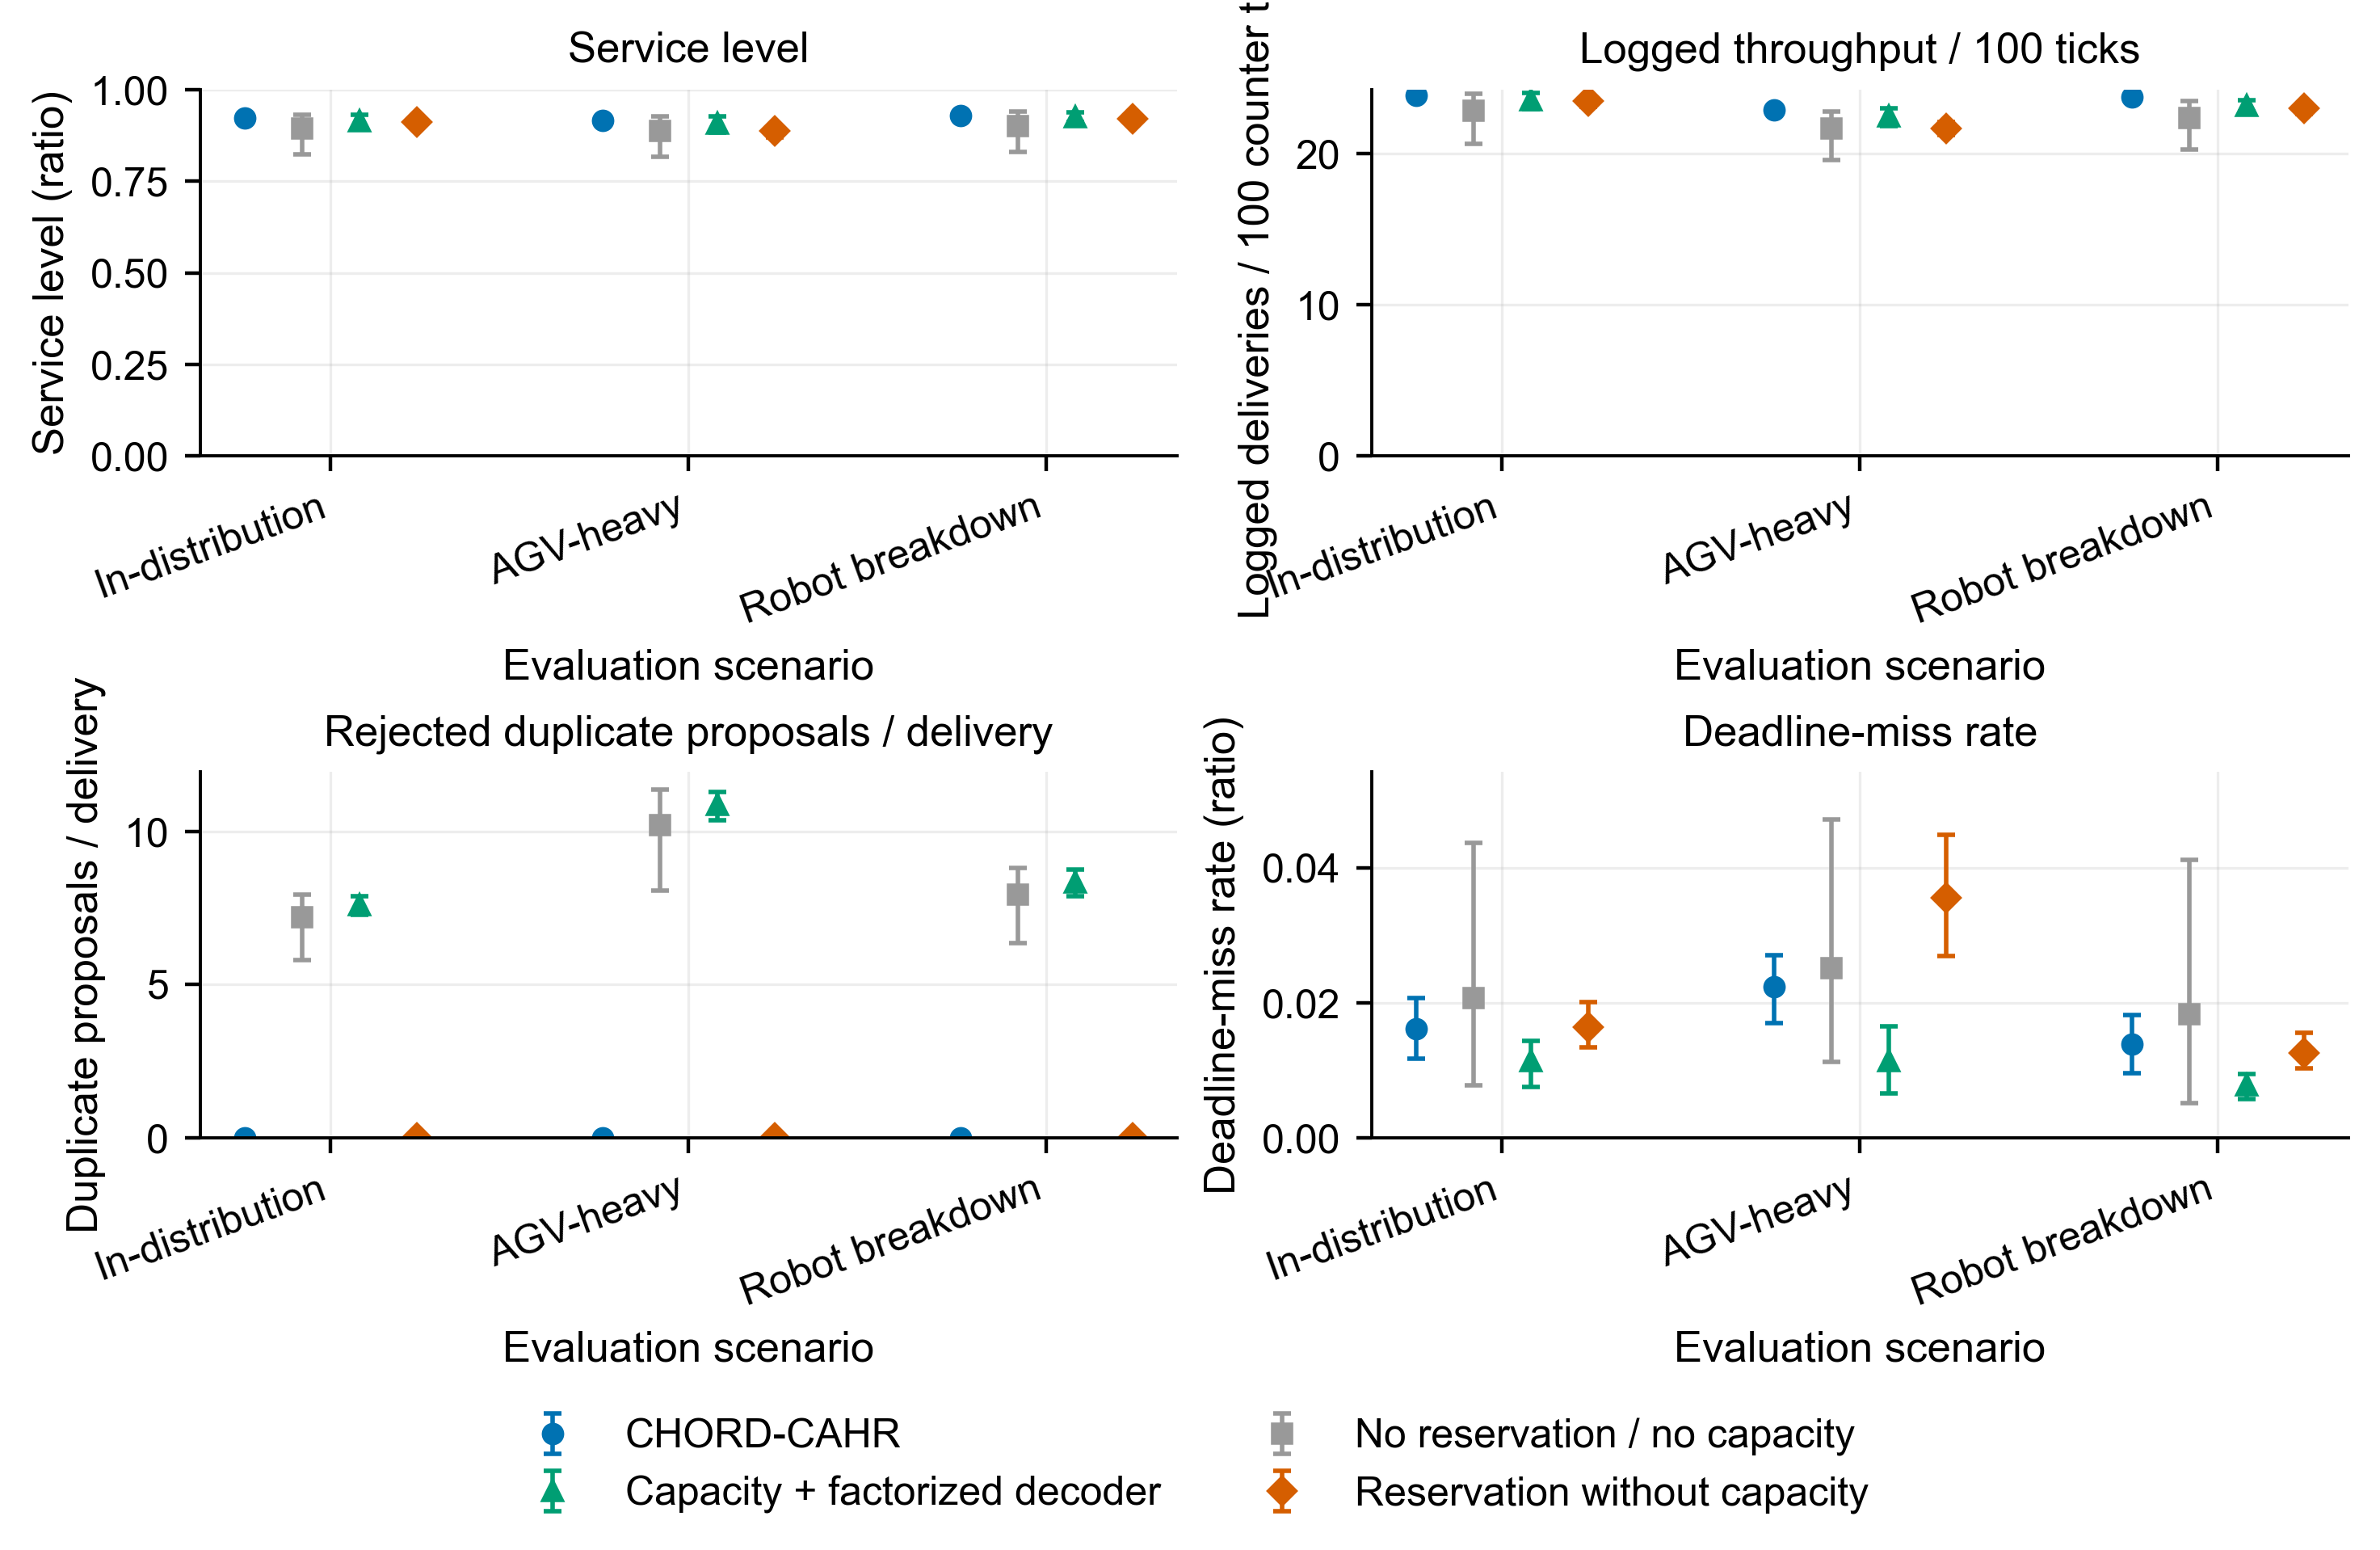 Service level
Service level (ratio)
1.00
0.75
0.50
0.25
0.00
In-distribution
AGV-heavy
Robot breakdown
Evaluation scenario
Logged throughput / 100 ticks
Logged deliveries / 100 counter t
20
10
0
In-distribution
AGV-heavy
Robot breakdown
Evaluation scenario
Rejected duplicate proposals / delivery
Duplicate proposals / delivery
10
5
0
In-distribution
AGV-heavy
Robot breakdown
Evaluation scenario
Deadline-miss rate
Deadline-miss rate (ratio)
0.04
0.02
0.00
In-distribution
AGV-heavy
Robot breakdown
Evaluation scenario
CHORD-CAHR
No reservation / no capacity
Capacity + factorized decoder
Reservation without capacity